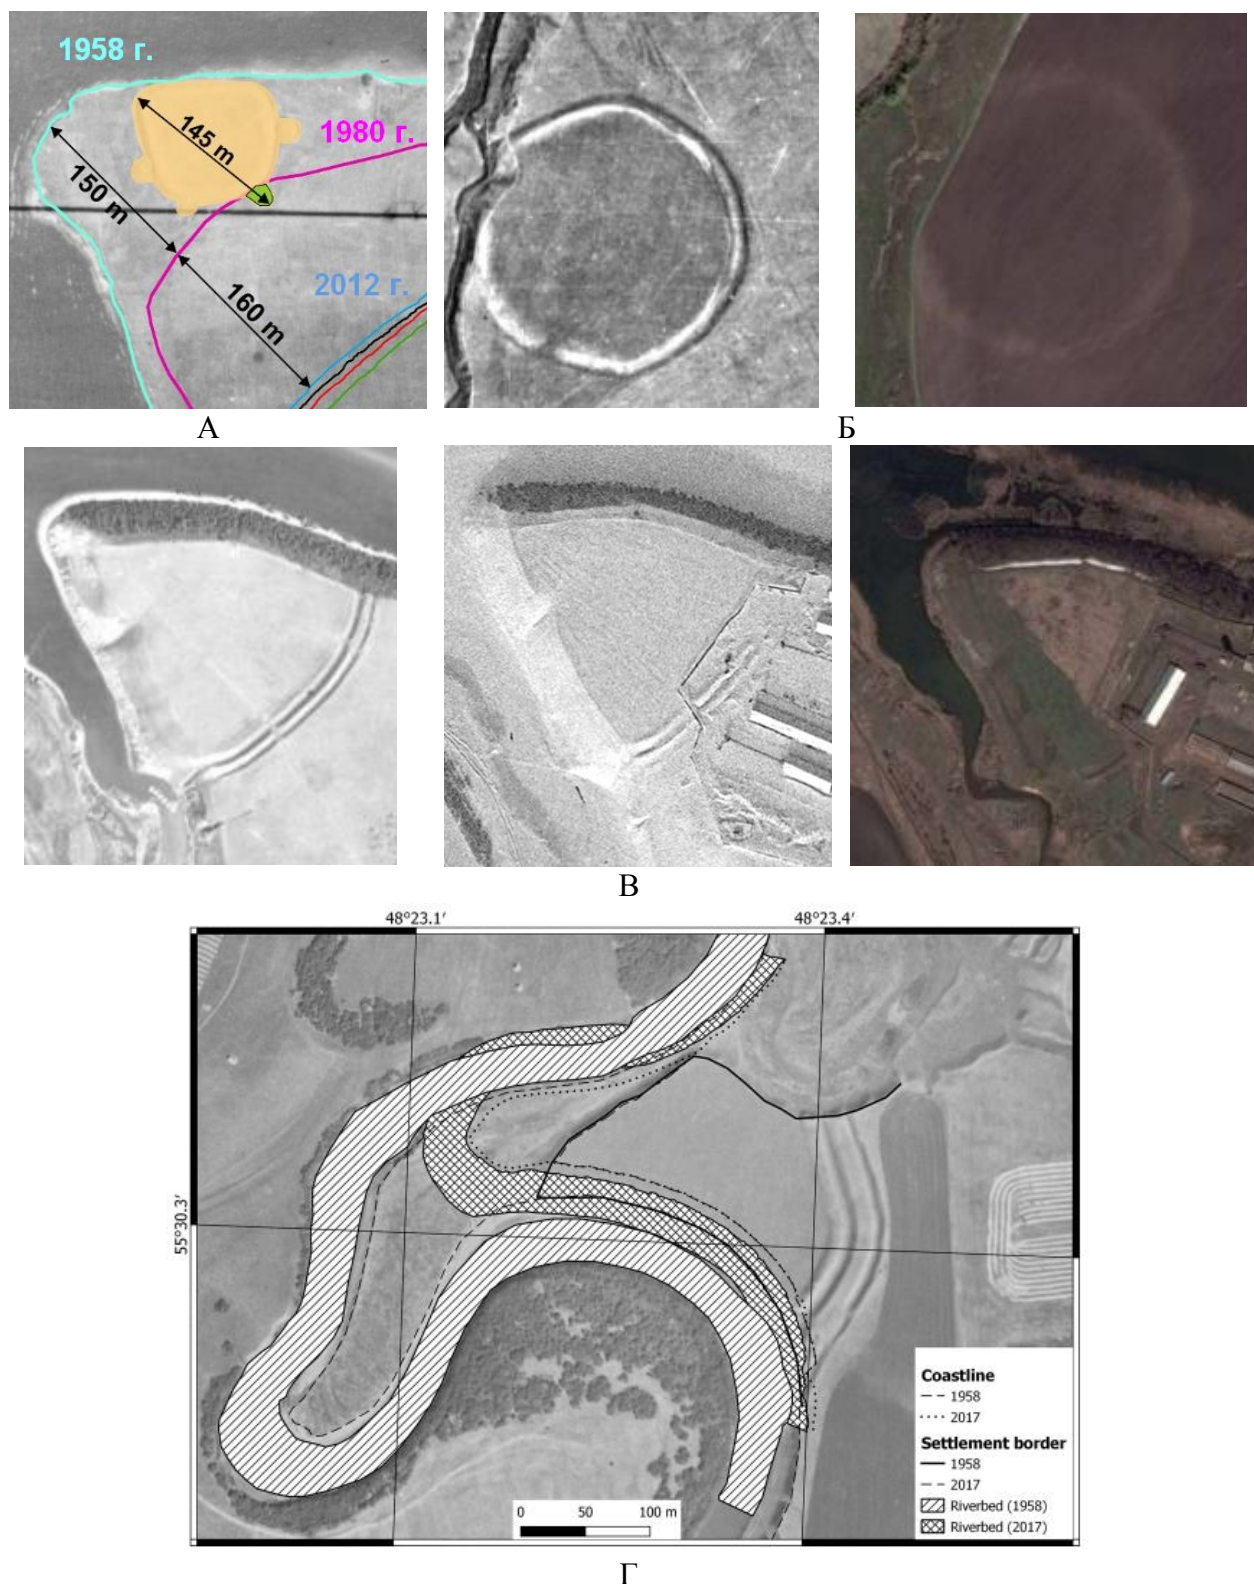 1958 г.
145 m
1980 г.
150 m
2012 г.
160 m
А
Б
В
48°23.1′
48°23.4′
55°30.3′
Coastline
1958
2017
Settlement border
1958
2017
Riverbed (1958)
Riverbed (2017)
0 50 100 m
Г